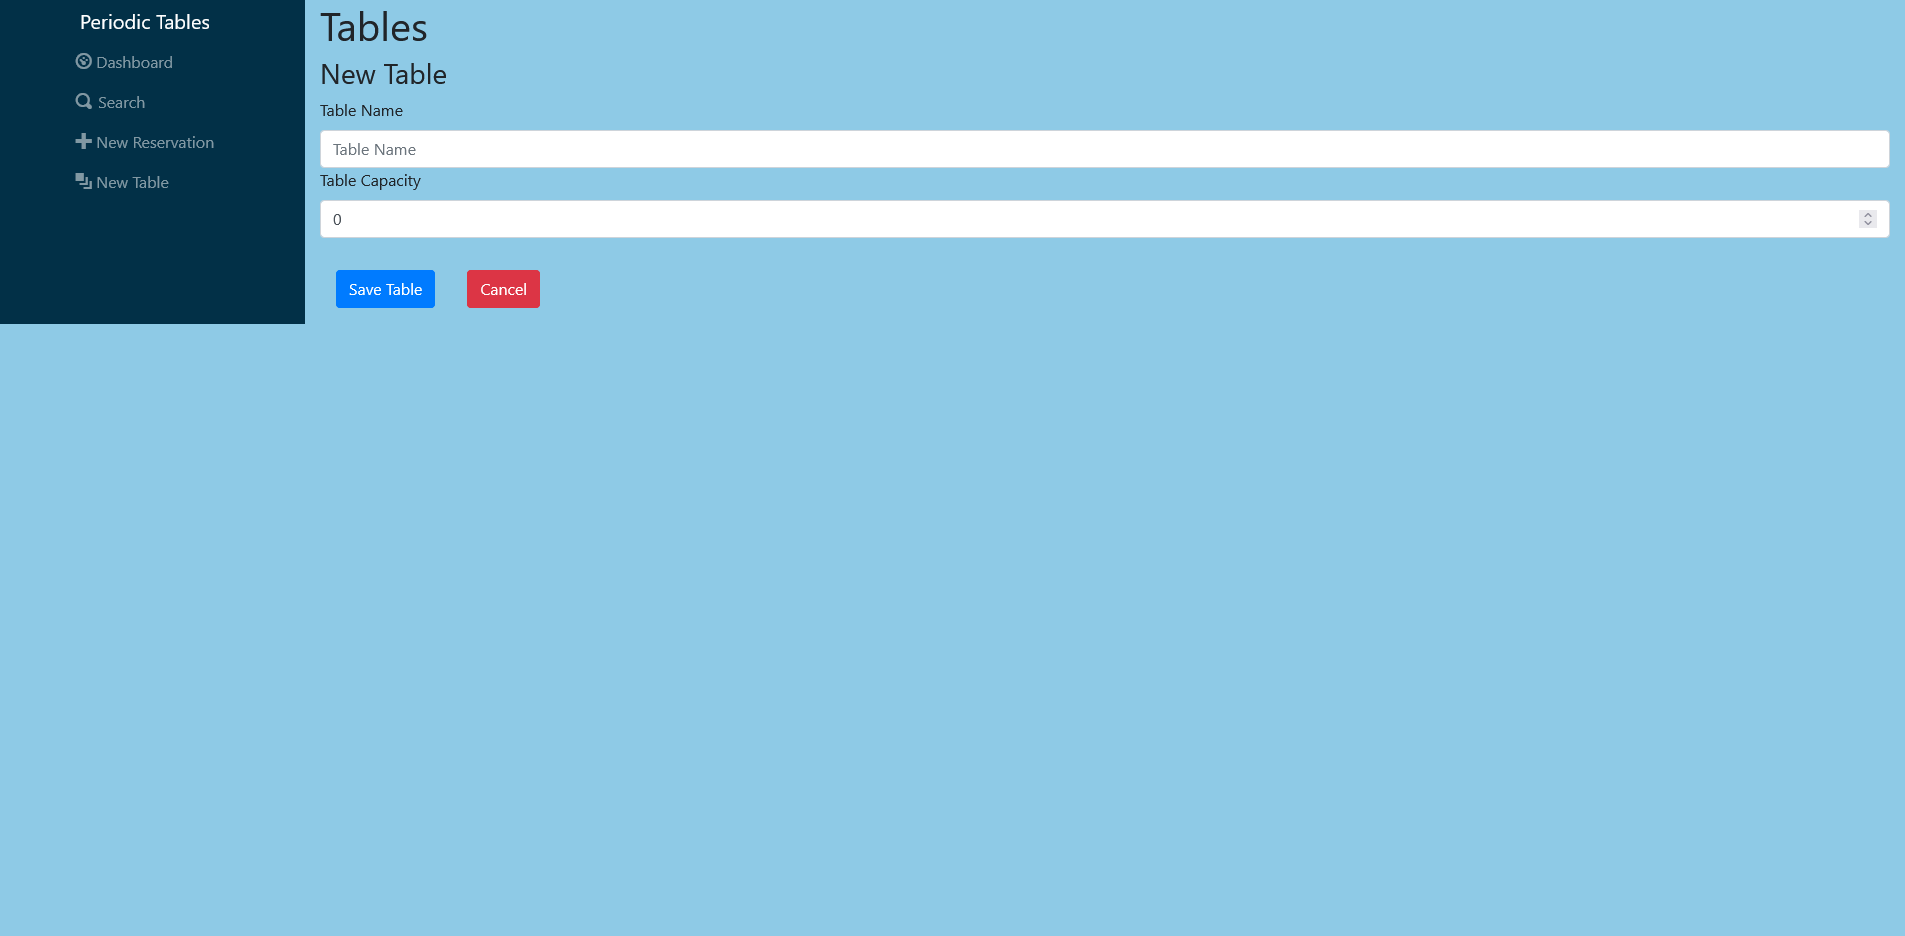 Periodic Tables
Dashboard
Search
New Reservation
New Table
Tables
New Table
Table Name
Table Name
Table Capacity
0
Save Table
Cancel